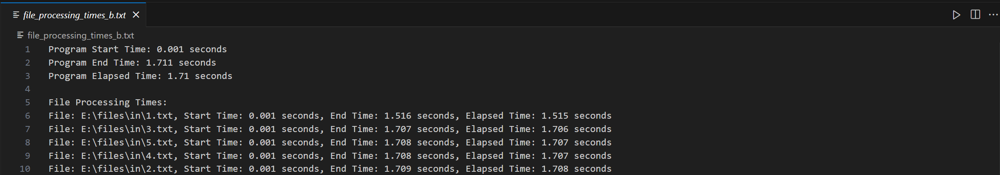 file_processing_times_b.txt
file_processing_times_b.txt
1 Program Start Time: 0.001 seconds
2 Program End Time: 1.711 seconds
3 Program Elapsed Time: 1.71 seconds
4
5 File Processing Times:
6 File: E:\files\in\1.txt, Start Time: 0.001 seconds, End Time: 1.516 seconds, Elapsed Time: 1.515 seconds
7 File: E:\files\in\3.txt, Start Time: 0.001 seconds, End Time: 1.707 seconds, Elapsed Time: 1.706 seconds
8 File: E:\files\in\5.txt, Start Time: 0.001 seconds, End Time: 1.708 seconds, Elapsed Time: 1.707 seconds
9 File: E:\files\in\4.txt, Start Time: 0.001 seconds, End Time: 1.708 seconds, Elapsed Time: 1.707 seconds
10 File: E:\files\in\2.txt, Start Time: 0.001 seconds, End Time: 1.709 seconds, Elapsed Time: 1.708 seconds